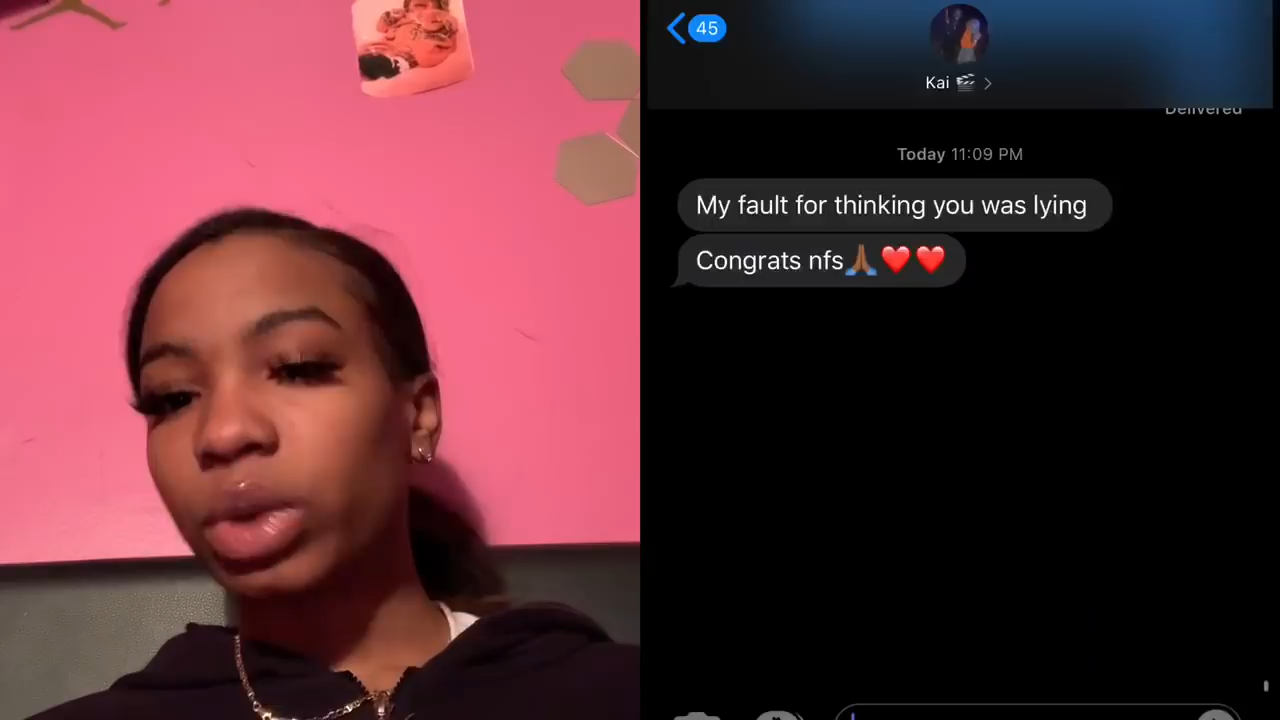 45
Kai 🎬 >
Delivered
Today 11:09 PM
My fault for thinking you was lying
Congrats nfs🙏🏾❤️❤️